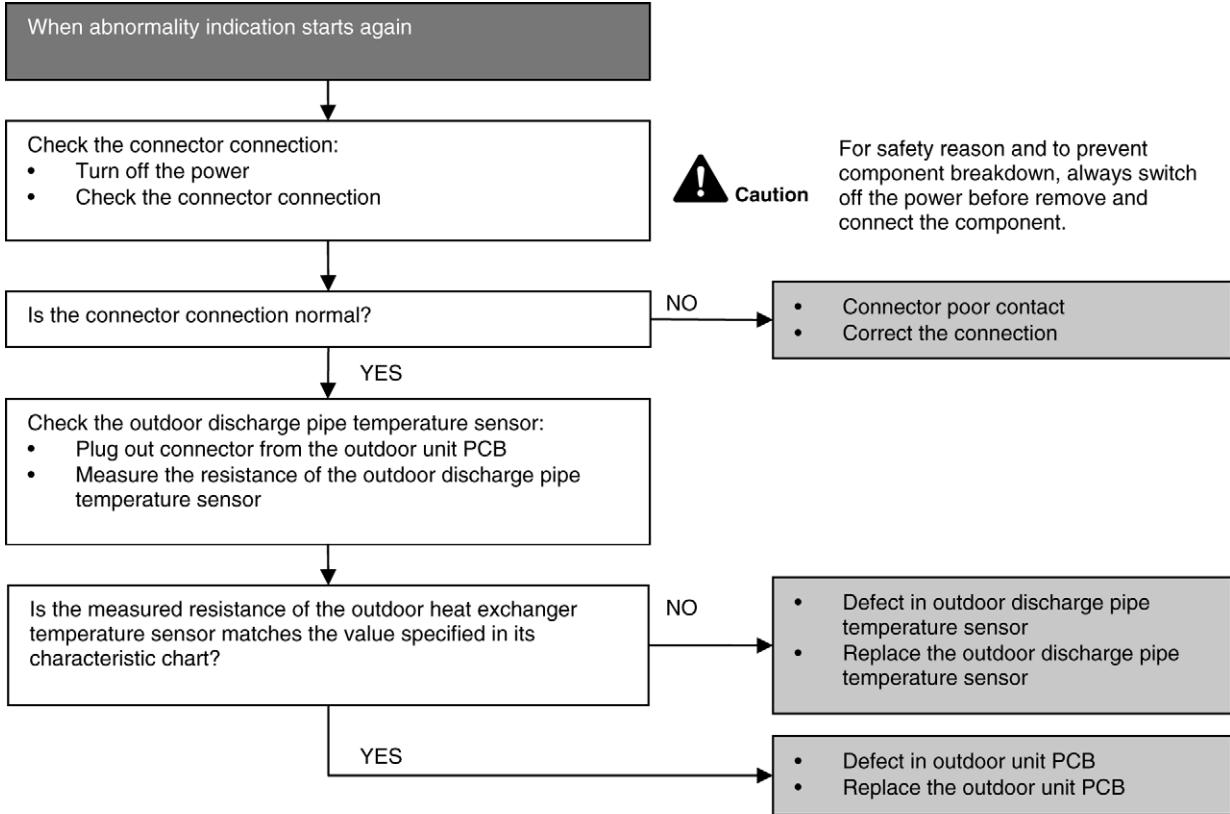 When abnormality indication starts again
Check the connector connection:
• Turn off the power
• Check the connector connection
Caution
For safety reason and to prevent
component breakdown, always switch
off the power before remove and
connect the component.
Is the connector connection normal?
NO
• Connector poor contact
• Correct the connection
YES
Check the outdoor discharge pipe temperature sensor:
• Plug out connector from the outdoor unit PCB
• Measure the resistance of the outdoor discharge pipe
temperature sensor
Is the measured resistance of the outdoor heat exchanger
temperature sensor matches the value specified in its
characteristic chart?
NO
• Defect in outdoor discharge pipe
temperature sensor
• Replace the outdoor discharge pipe
temperature sensor
YES
• Defect in outdoor unit PCB
• Replace the outdoor unit PCB